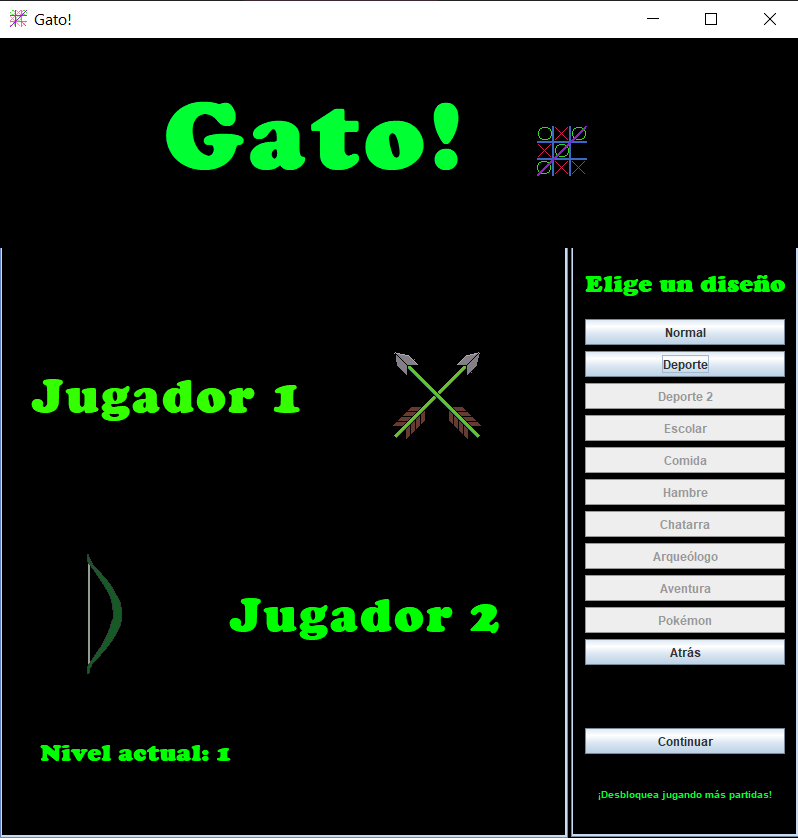 Gato!
Gato!
Elige un diseño
Normal
Deporte
Deporte 2
Escolar
Comida
Hambre
Chatarra
Arqueólogo
Aventura
Pokémon
Atrás
Continuar
¡Desbloquea jugando más partidas!
Jugador 1
Jugador 2
Nivel actual: 1